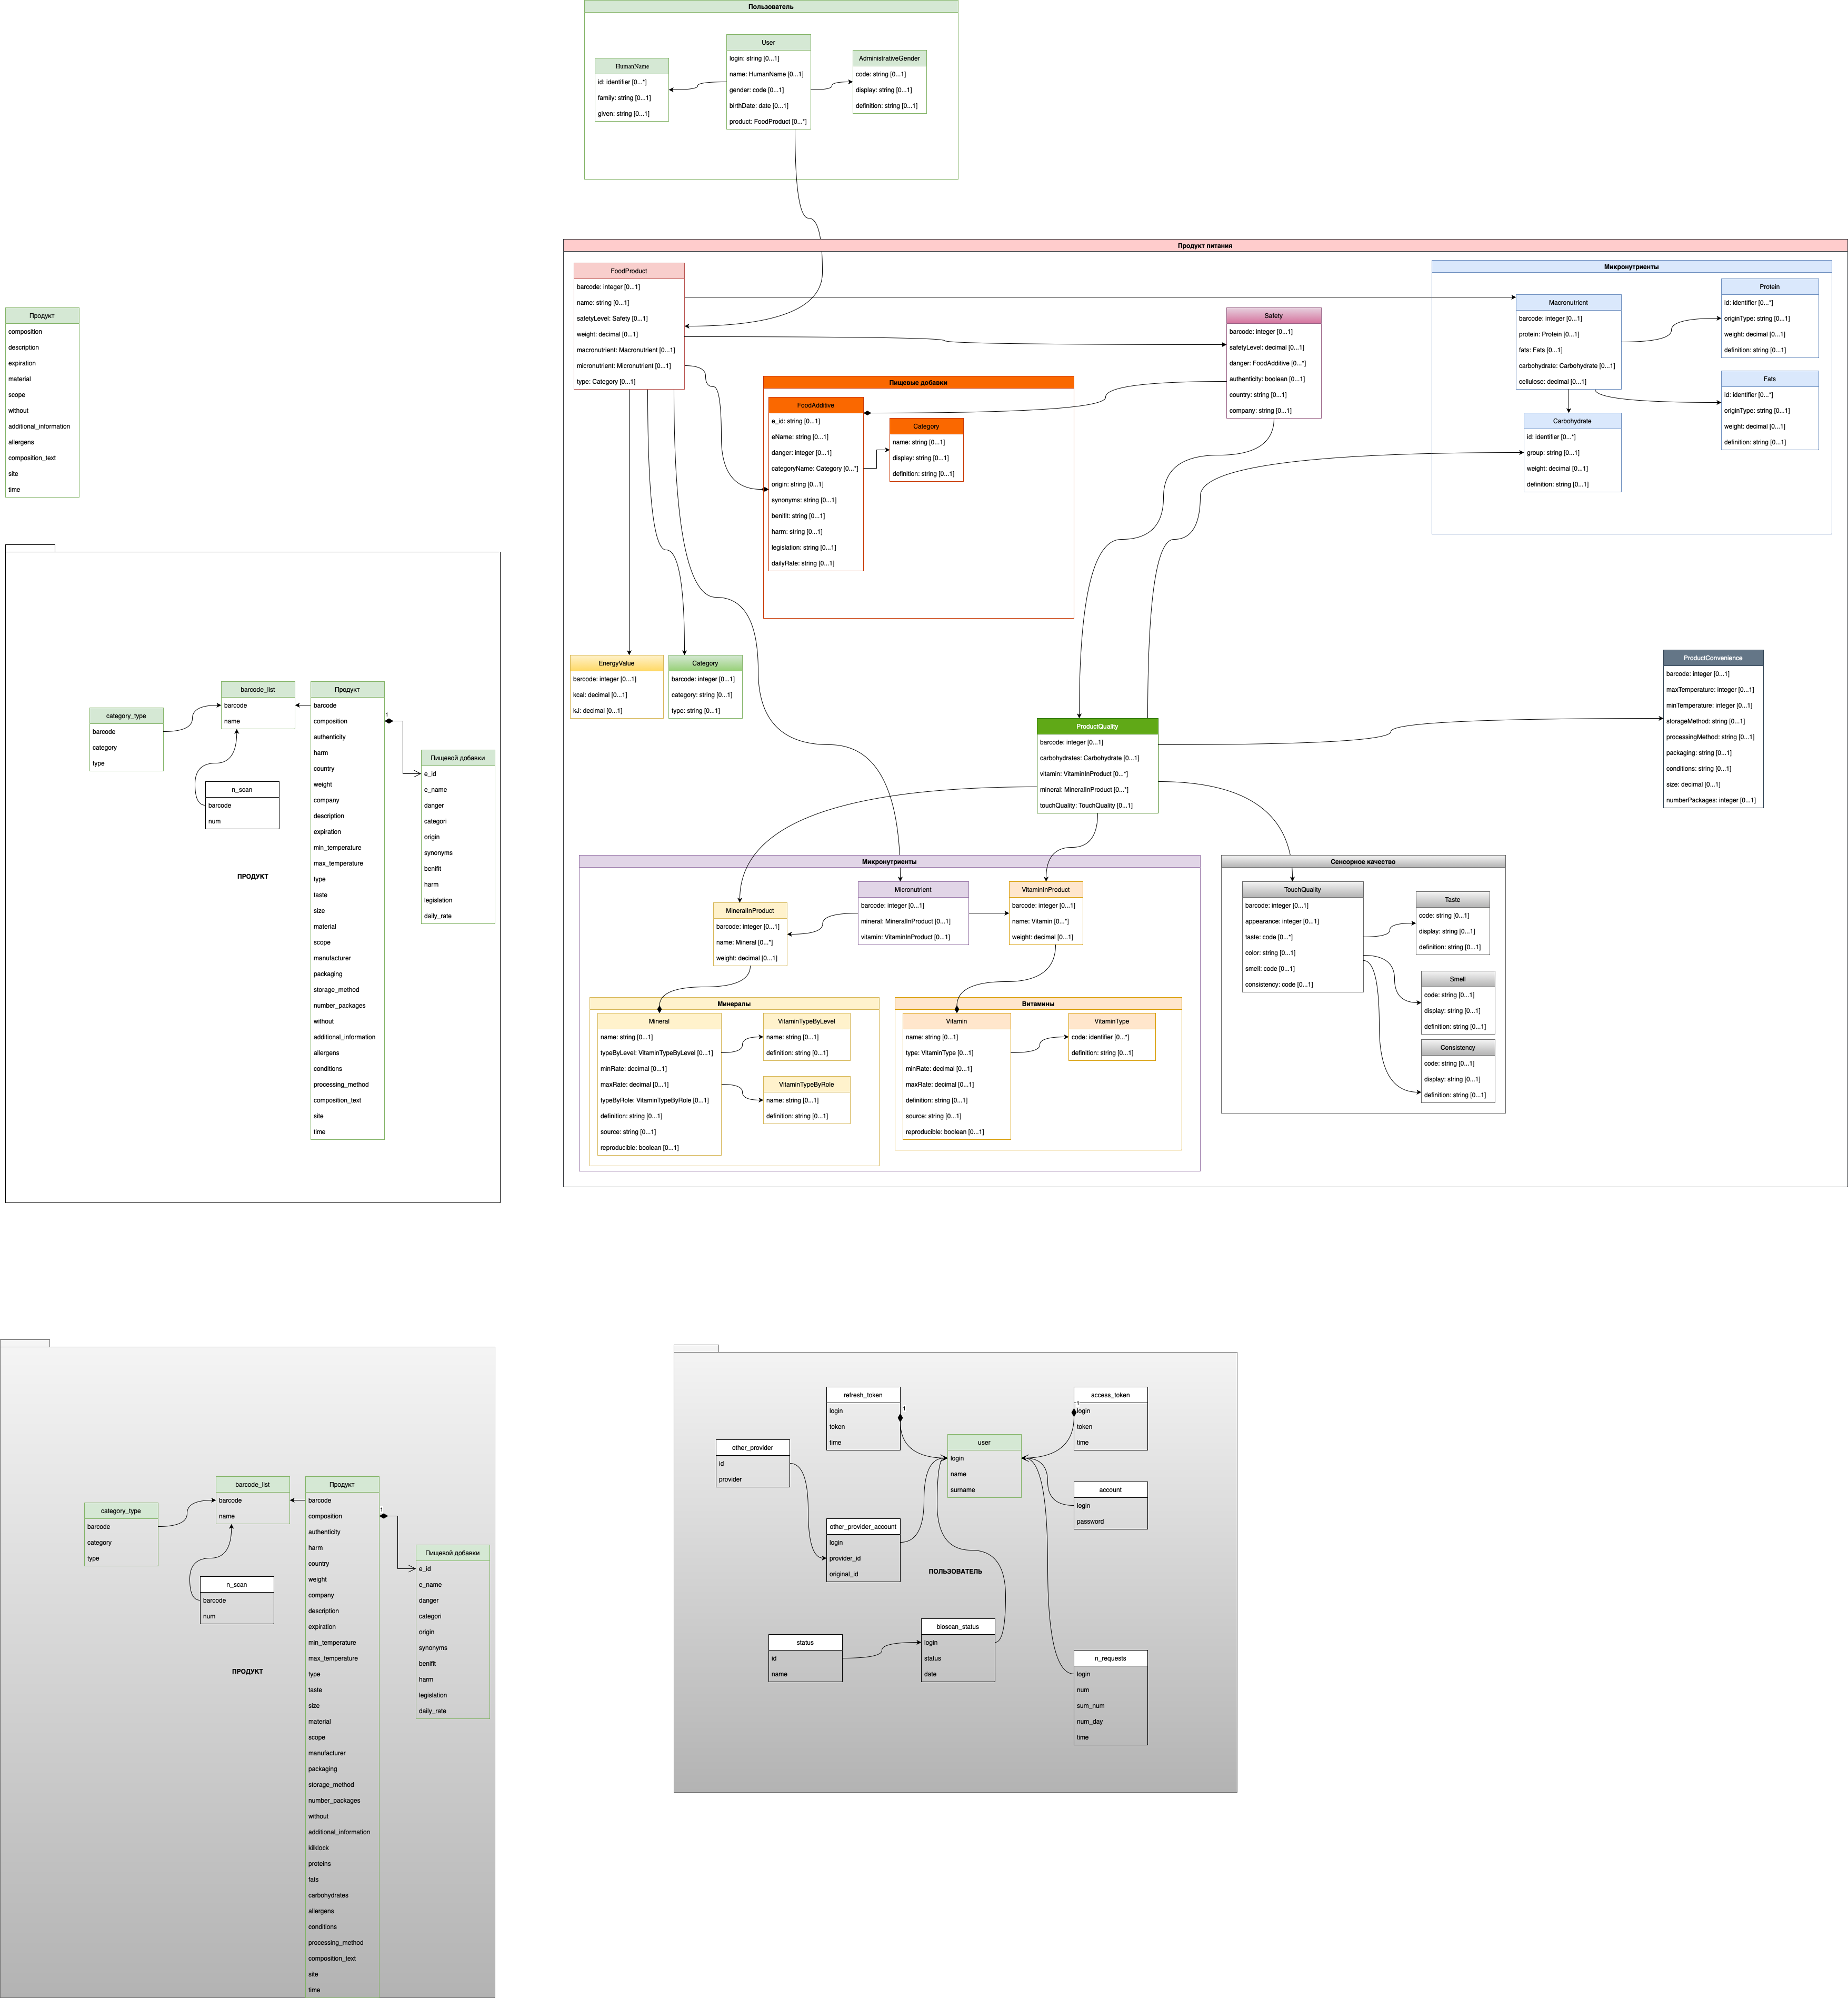 Пользователь
User
login: string [0...1]
name: HumanName [0...1]
gender: code [0...1]
birthDate: date [0...1]
product: FoodProduct [0...*]
HumanName
id: identifier [0...*]
family: string [0...1]
given: string [0...1]
AdministrativeGender
code: string [0...1]
display: string [0...1]
definition: string [0...1]
Продукт
composition
description
expiration
material
scope
without
additional_information
allergens
composition_text
site
time
Продукт питания
FoodProduct
barcode: integer [0...1]
name: string [0...1]
safetyLevel: Safety [0...1]
weight: decimal [0...1]
macronutrient: Macronutrient [0...1]
micronutrient: Micronutrient [0...1]
type: Category [0...1]
Пищевые добавки
FoodAdditive
e_id: string [0...1]
eName: string [0...1]
danger: integer [0...1]
categoryName: Category [0...*]
origin: string [0...1]
synonyms: string [0...1]
benifit: string [0...1]
harm: string [0...1]
legislation: string [0...1]
dailyRate: string [0...1]
Category
name: string [0...1]
display: string [0...1]
definition: string [0...1]
Safety
barcode: integer [0...1]
safetyLevel: decimal [0...1]
danger: FoodAdditive [0...*]
authenticity: boolean [0...1]
country: string [0...1]
company: string [0...1]
Микронутриенты
Macronutrient
barcode: integer [0...1]
protein: Protein [0...1]
fats: Fats [0...1]
carbohydrate: Carbohydrate [0...1]
cellulose: decimal [0...1]
Protein
id: identifier [0...*]
originType: string [0...1]
weight: decimal [0...1]
definition: string [0...1]
Fats
id: identifier [0...*]
originType: string [0...1]
weight: decimal [0...1]
definition: string [0...1]
Carbohydrate
id: identifier [0...*]
group: string [0...1]
weight: decimal [0...1]
definition: string [0...1]
EnergyValue
barcode: integer [0...1]
kcal: decimal [0...1]
kJ: decimal [0...1]
Category
barcode: integer [0...1]
category: string [0...1]
type: string [0...1]
ProductQuality
barcode: integer [0...1]
carbohydrates: Carbohydrate [0...1]
vitamin: VitaminInProduct [0...*]
mineral: MineralInProduct [0...*]
touchQuality: TouchQuality [0...1]
ProductConvenience
barcode: integer [0...1]
maxTemperature: integer [0...1]
minTemperature: integer [0...1]
storageMethod: string [0...1]
processingMethod: string [0...1]
packaging: string [0...1]
conditions: string [0...1]
size: decimal [0...1]
numberPackages: integer [0...1]
Микронутриенты
MineralInProduct
barcode: integer [0...1]
name: Mineral [0...*]
weight: decimal [0...1]
Micronutrient
barcode: integer [0...1]
mineral: MineralInProduct [0...1]
vitamin: VitaminInProduct [0...1]
VitaminInProduct
barcode: integer [0...1]
name: Vitamin [0...*]
weight: decimal [0...1]
Минералы
Mineral
name: string [0...1]
typeByLevel: VitaminTypeByLevel [0...1]
minRate: decimal [0...1]
maxRate: decimal [0...1]
typeByRole: VitaminTypeByRole [0...1]
definition: string [0...1]
source: string [0...1]
reproducible: boolean [0...1]
VitaminTypeByLevel
name: string [0...1]
definition: string [0...1]
VitaminTypeByRole
name: string [0...1]
definition: string [0...1]
Витамины
Vitamin
name: string [0...1]
type: VitaminType [0...1]
minRate: decimal [0...1]
maxRate: decimal [0...1]
definition: string [0...1]
source: string [0...1]
reproducible: boolean [0...1]
VitaminType
code: identifier [0...*]
definition: string [0...1]
Сенсорное качество
TouchQuality
barcode: integer [0...1]
appearance: integer [0...1]
taste: code [0...*]
color: string [0...1]
smell: code [0...1]
consistency: code [0...1]
Taste
code: string [0...1]
display: string [0...1]
definition: string [0...1]
Smell
code: string [0...1]
display: string [0...1]
definition: string [0...1]
Consistency
code: string [0...1]
display: string [0...1]
definition: string [0...1]
category_type
barcode
category
type
barcode_list
barcode
name
n_scan
barcode
num
ПРОДУКТ
Продукт
barcode
composition
authenticity
harm
country
weight
company
description
expiration
min_temperature
max_temperature
type
taste
size
material
scope
manufacturer
packaging
storage_method
number_packages
without
additional_information
allergens
conditions
processing_method
composition_text
site
time
1
Пищевой добавки
e_id
e_name
danger
categori
origin
synonyms
benifit
harm
legislation
daily_rate
category_type
barcode
category
type
barcode_list
barcode
name
n_scan
barcode
num
ПРОДУКТ
Продукт
barcode
composition
authenticity
harm
country
weight
company
description
expiration
min_temperature
max_temperature
type
taste
size
material
scope
manufacturer
packaging
storage_method
number_packages
without
additional_information
kilklock
proteins
fats
carbohydrates
allergens
conditions
processing_method
composition_text
site
time
1
Пищевой добавки
e_id
e_name
danger
categori
origin
synonyms
benifit
harm
legislation
daily_rate
refresh_token
login
token
time
1
access_token
login
token
time
1
other_provider
id
provider
user
login
name
surname
account
login
password
other_provider_account
login
provider_id
original_id
ПОЛЬЗОВАТЕЛЬ
status
id
name
bioscan_status
login
status
date
n_requests
login
num
sum_num
num_day
time